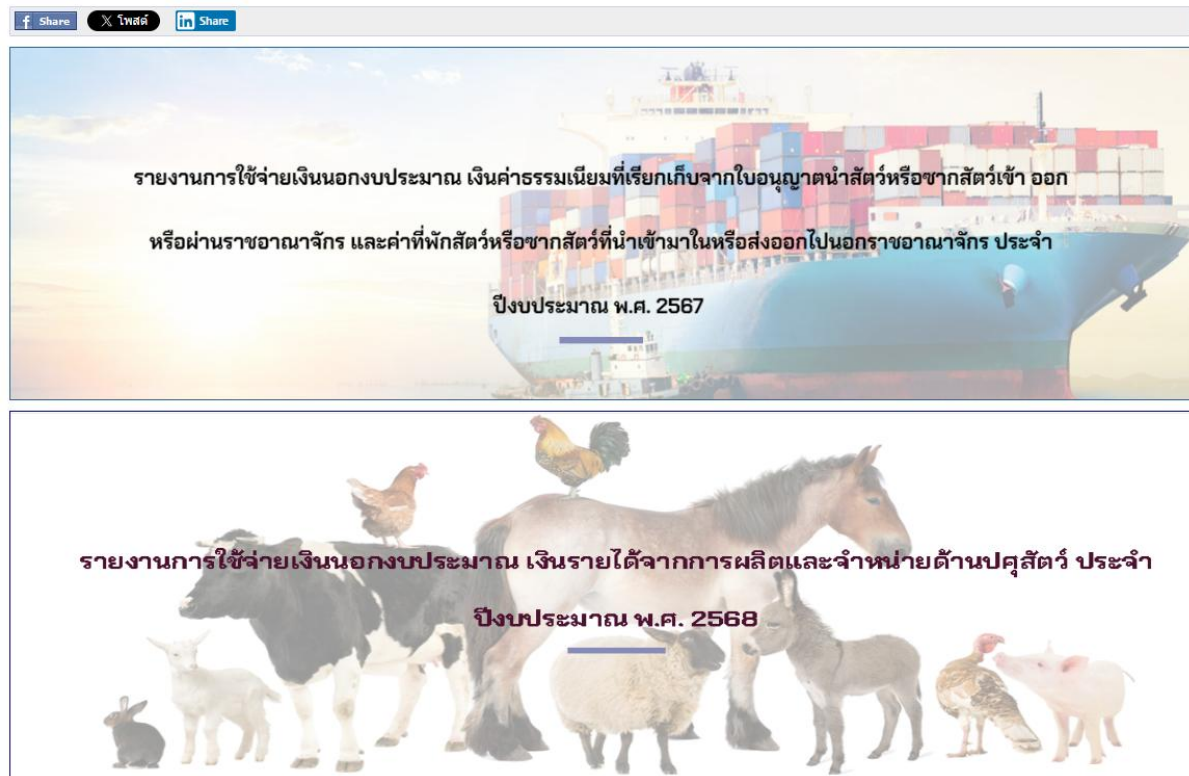 f Share X โพสต์ in Share
รายงานการใช้จ่ายเงินนอกงบประมาณ เงินค่าธรรมเนียมที่เรียกเก็บจากใบอนุญาตนำสัตว์หรือซากสัตว์เข้า ออก
หรือผ่านราชอาณาจักร และค่าที่พักสัตว์หรือซากสัตว์ที่นำเข้ามาในหรือส่งออกไปนอกราชอาณาจักร ประจำ
ปีงบประมาณ พ.ศ. 2567
รายงานการใช้จ่ายเงินนอกงบประมาณ เงินรายได้จากการผลิตและจำหน่ายด้านปศุสัตว์ ประจำ
ปีงบประมาณ พ.ศ. 2568